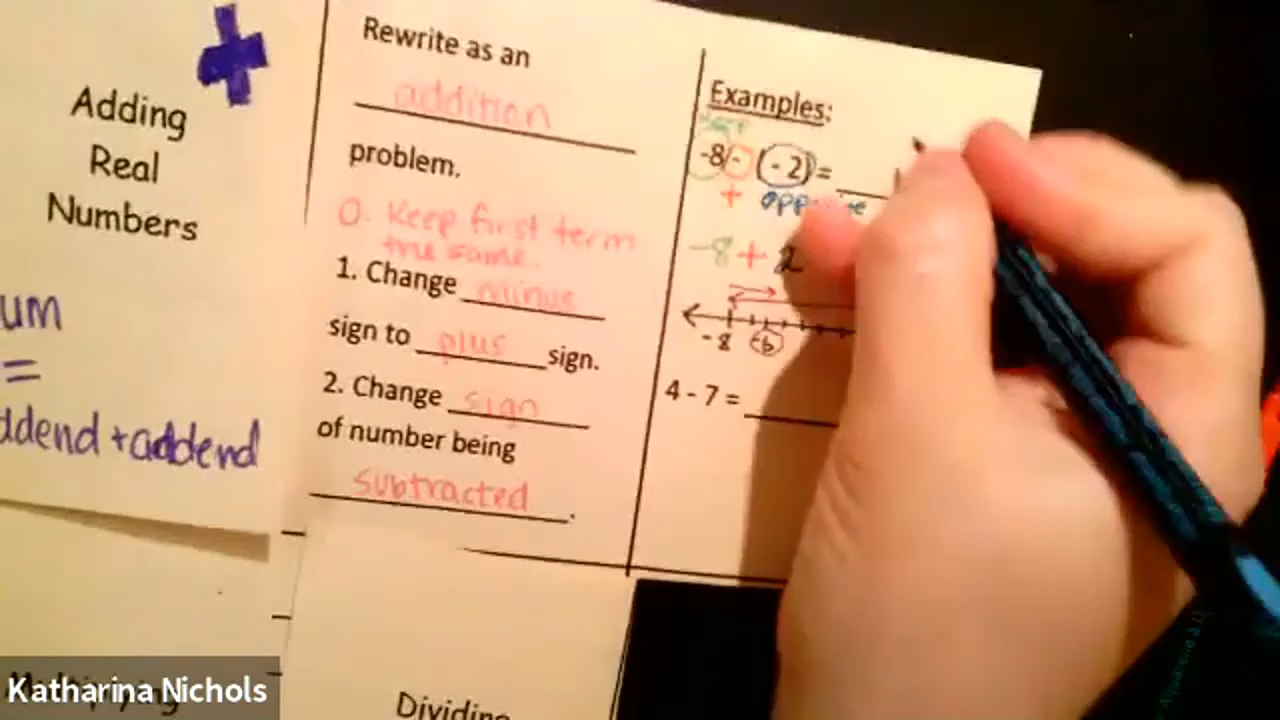 Adding
Real
Numbers
um
=
ddend + addend
Rewrite as an
addition
problem.
0. Keep first term
the same.
1. Change minus
sign to plus sign.
2. Change sign
of number being
subtracted.
Examples:
-8 - (-2) =
+ opposite
-8 + 2
-8 -6
4 - 7 =
Dividing
Katharina Nichols